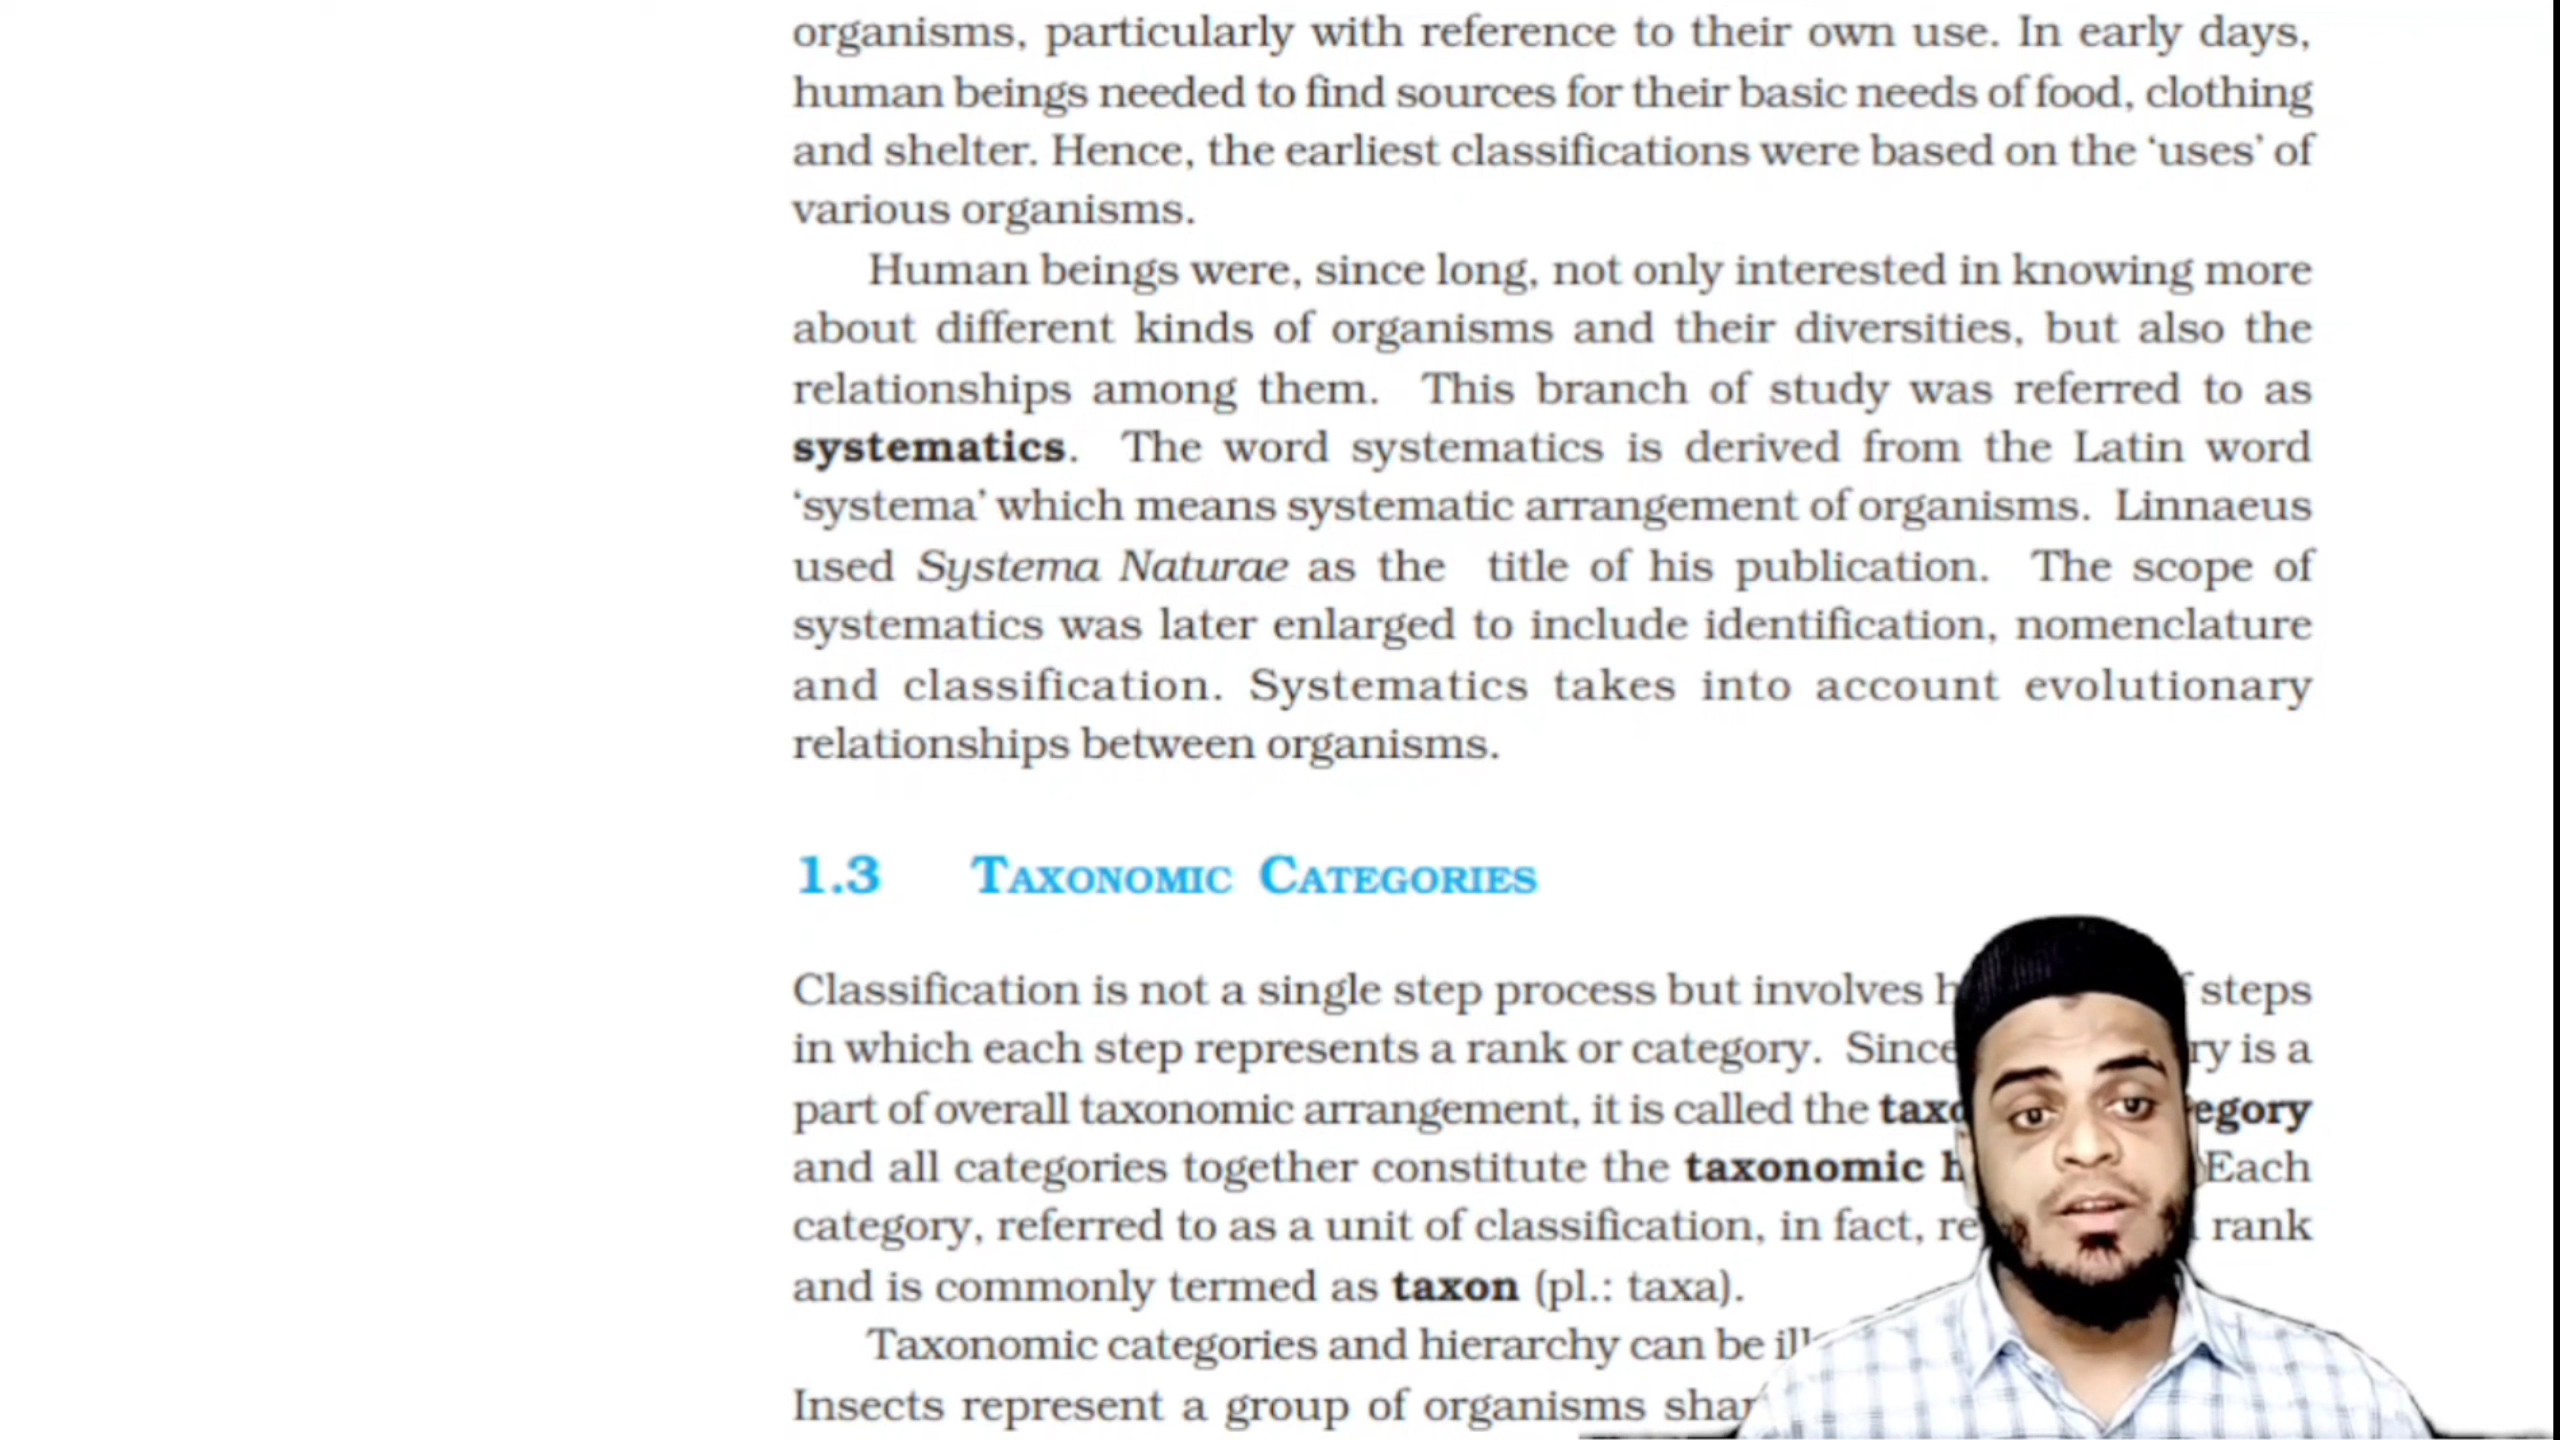 organisms, particularly with reference to their own use. In early days,
human beings needed to find sources for their basic needs of food, clothing
and shelter. Hence, the earliest classifications were based on the ‘uses’ of
various organisms.
Human beings were, since long, not only interested in knowing more
about different kinds of organisms and their diversities, but also the
relationships among them. This branch of study was referred to as
systematics. The word systematics is derived from the Latin word
‘systema’ which means systematic arrangement of organisms. Linnaeus
used Systema Naturae as the title of his publication. The scope of
systematics was later enlarged to include identification, nomenclature
and classification. Systematics takes into account evolutionary
relationships between organisms.
1.3 TAXONOMIC CATEGORIES
Classification is not a single step process but involves steps
in which each step represents a rank or category. Since is a
part of overall taxonomic arrangement, it is called the
and all categories together constitute the taxonomic Each
category, referred to as a unit of classification, in fact, rank
and is commonly termed as taxon (pl.: taxa).
Taxonomic categories and hierarchy can be
Insects represent a group of organisms